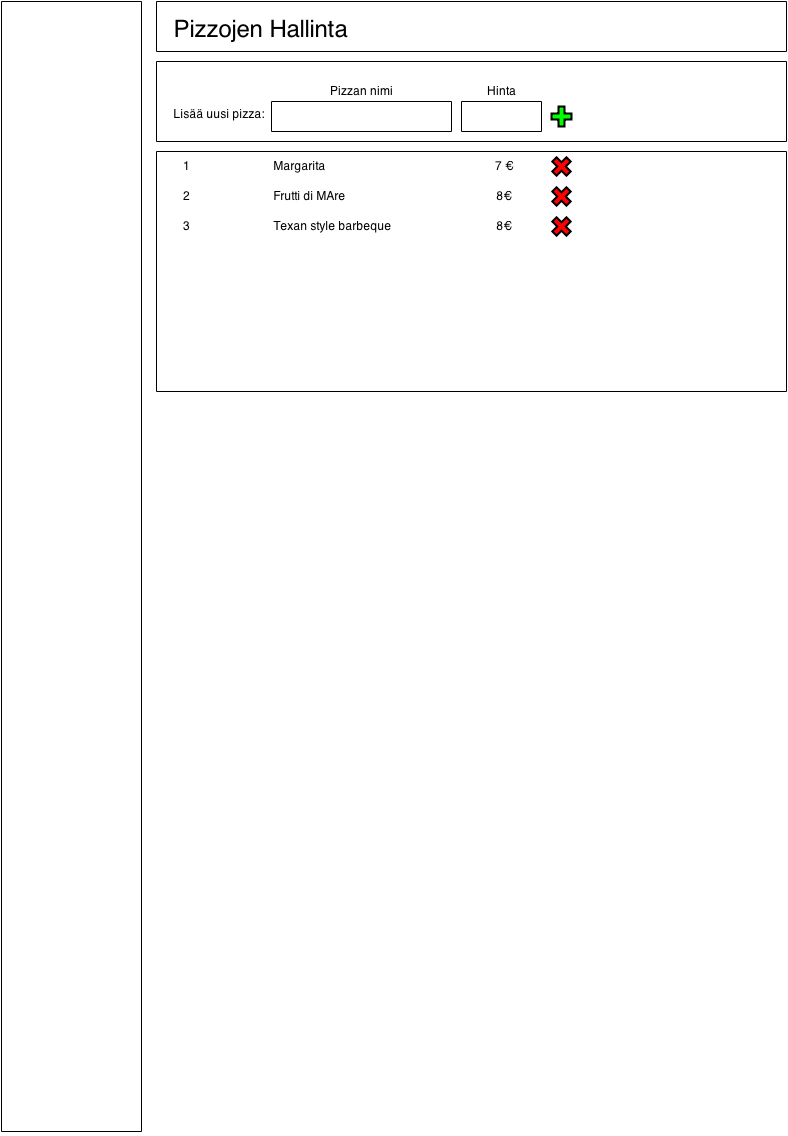 Pizzojen Hallinta
Pizzan nimi Hinta
Lisää uusi pizza:
1 Margarita 7 €
2 Frutti di MAre 8€
3 Texan style barbeque 8€